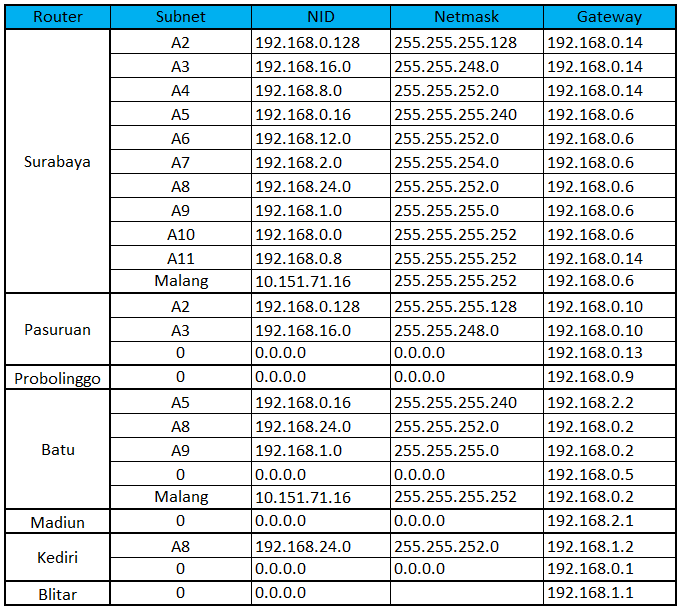 Router Subnet NID Netmask Gateway
Surabaya A2 192.168.0.128 255.255.255.128 192.168.0.14
A3 192.168.16.0 255.255.248.0 192.168.0.14
A4 192.168.8.0 255.255.252.0 192.168.0.14
A5 192.168.0.16 255.255.255.240 192.168.0.6
A6 192.168.12.0 255.255.252.0 192.168.0.6
A7 192.168.2.0 255.255.254.0 192.168.0.6
A8 192.168.24.0 255.255.252.0 192.168.0.6
A9 192.168.1.0 255.255.255.0 192.168.0.6
A10 192.168.0.0 255.255.255.252 192.168.0.6
A11 192.168.0.8 255.255.255.252 192.168.0.14
Malang 10.151.71.16 255.255.255.252 192.168.0.6
Pasuruan A2 192.168.0.128 255.255.255.128 192.168.0.10
A3 192.168.16.0 255.255.248.0 192.168.0.10
0 0.0.0.0 0.0.0.0 192.168.0.13
Probolinggo 0 0.0.0.0 0.0.0.0 192.168.0.9
Batu A5 192.168.0.16 255.255.255.240 192.168.2.2
A8 192.168.24.0 255.255.252.0 192.168.0.2
A9 192.168.1.0 255.255.255.0 192.168.0.2
0 0.0.0.0 0.0.0.0 192.168.0.5
Malang 10.151.71.16 255.255.255.252 192.168.0.2
Madiun 0 0.0.0.0 0.0.0.0 192.168.2.1
Kediri A8 192.168.24.0 255.255.252.0 192.168.1.2
0 0.0.0.0 0.0.0.0 192.168.0.1
Blitar 0 0.0.0.0 192.168.1.1